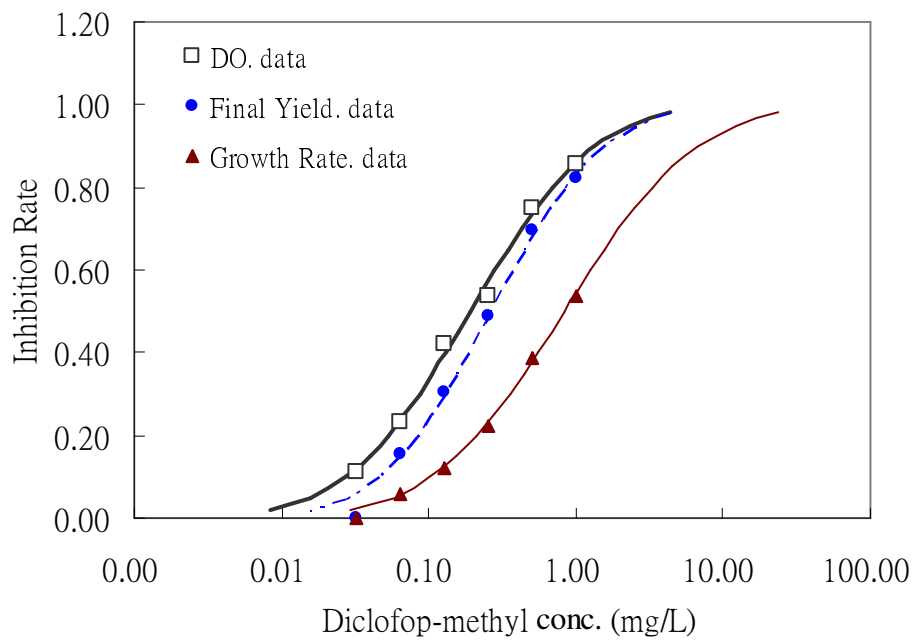 1.20
1.00
0.80
0.60
0.40
0.20
0.00
Inhibition Rate
DO. data
Final Yield. data
Growth Rate. data
0.00 0.01 0.10 1.00 10.00 100.00
Diclofop-methyl conc. (mg/L)